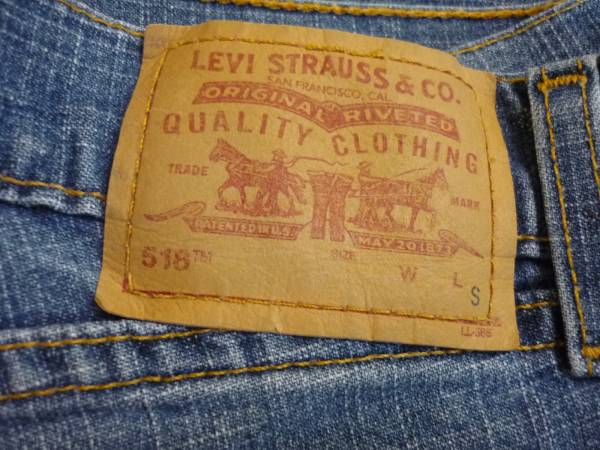 LEVI STRAUSS & CO.
SAN FRANCISCO, CAL.
ORIGINAL RIVETED
QUALITY CLOTHING
TRADE MARK
PATENTED IN U.S. MAY 20 1873
518™ SIZE W L S